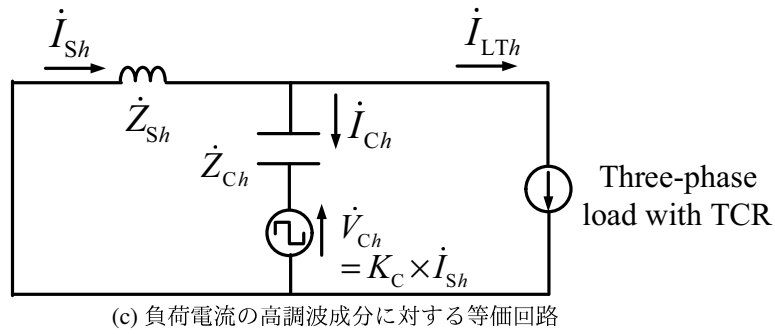 İ_Sh
İ_LTh
Ż_Sh
İ_Ch
Ż_Ch
V̇_Ch
= K_C × İ_Sh
Three-phase
load with TCR
(c) 負荷電流の高調波成分に対する等価回路